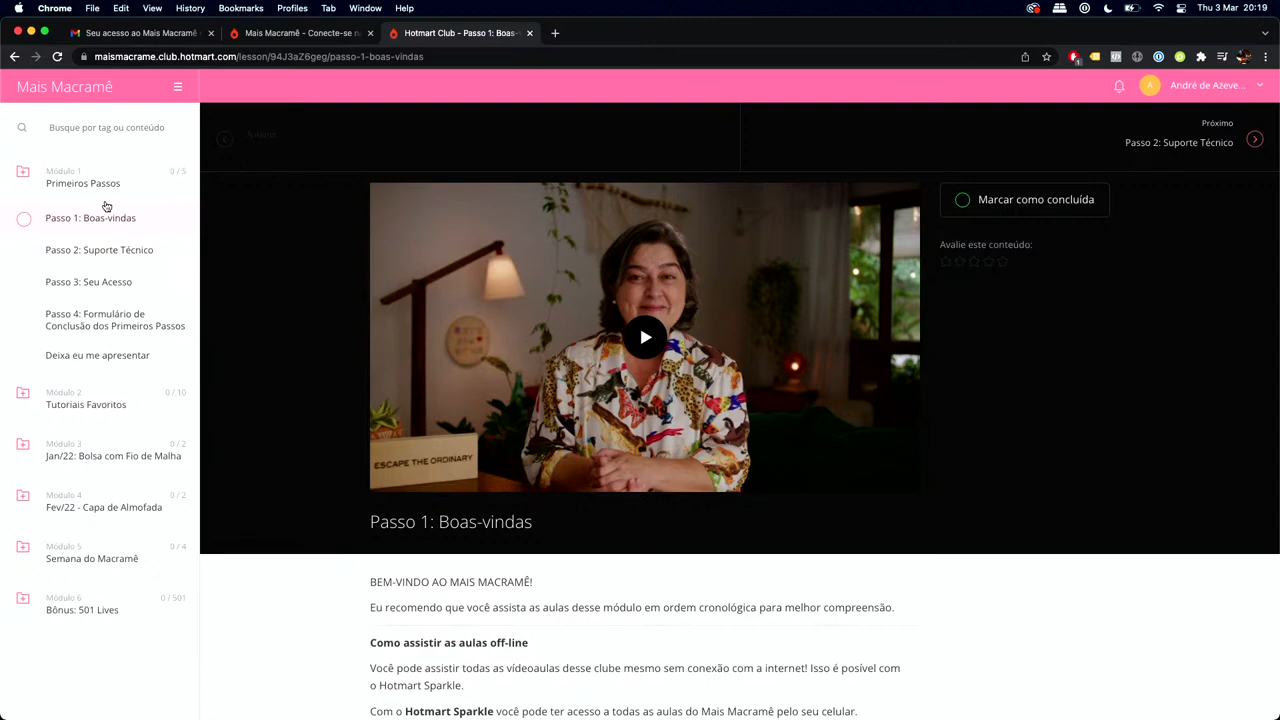 Chrome File Edit View History Bookmarks Profiles Tab Window Help
Thu 3 Mar 20:19
Seu acesso ao Mais Macramê
Mais Macramê – Conecte-se na
Hotmart Club - Passo 1: Boas-v
maismacrame.club.hotmart.com/lesson/94J3aZ6geg/passo-1-boas-vindas
Mais Macramê
A
André de Azeve...
Busque por tag ou conteúdo
Próximo
Passo 2: Suporte Técnico
Módulo 1
0 / 5
Primeiros Passos
Passo 1: Boas-vindas
Passo 2: Suporte Técnico
Passo 3: Seu Acesso
Passo 4: Formulário de
Conclusão dos Primeiros Passos
Deixa eu me apresentar
Módulo 2
0 / 10
Tutoriais Favoritos
Módulo 3
0 / 2
Jan/22: Bolsa com Fio de Malha
Módulo 4
0 / 2
Fev/22 - Capa de Almofada
Módulo 5
0 / 4
Semana do Macramê
Módulo 6
0 / 501
Bônus: 501 Lives
Marcar como concluída
Avalie este conteúdo:
ESCAPE THE ORDINARY
Passo 1: Boas-vindas
BEM-VINDO AO MAIS MACRAMÊ!
Eu recomendo que você assista as aulas desse módulo em ordem cronológica para melhor compreensão.
Como assistir as aulas off-line
Você pode assistir todas as vídeoaulas desse clube mesmo sem conexão com a internet! Isso é posível com
o Hotmart Sparkle.
Com o Hotmart Sparkle você pode ter acesso a todas as aulas do Mais Macramê pelo seu celular.